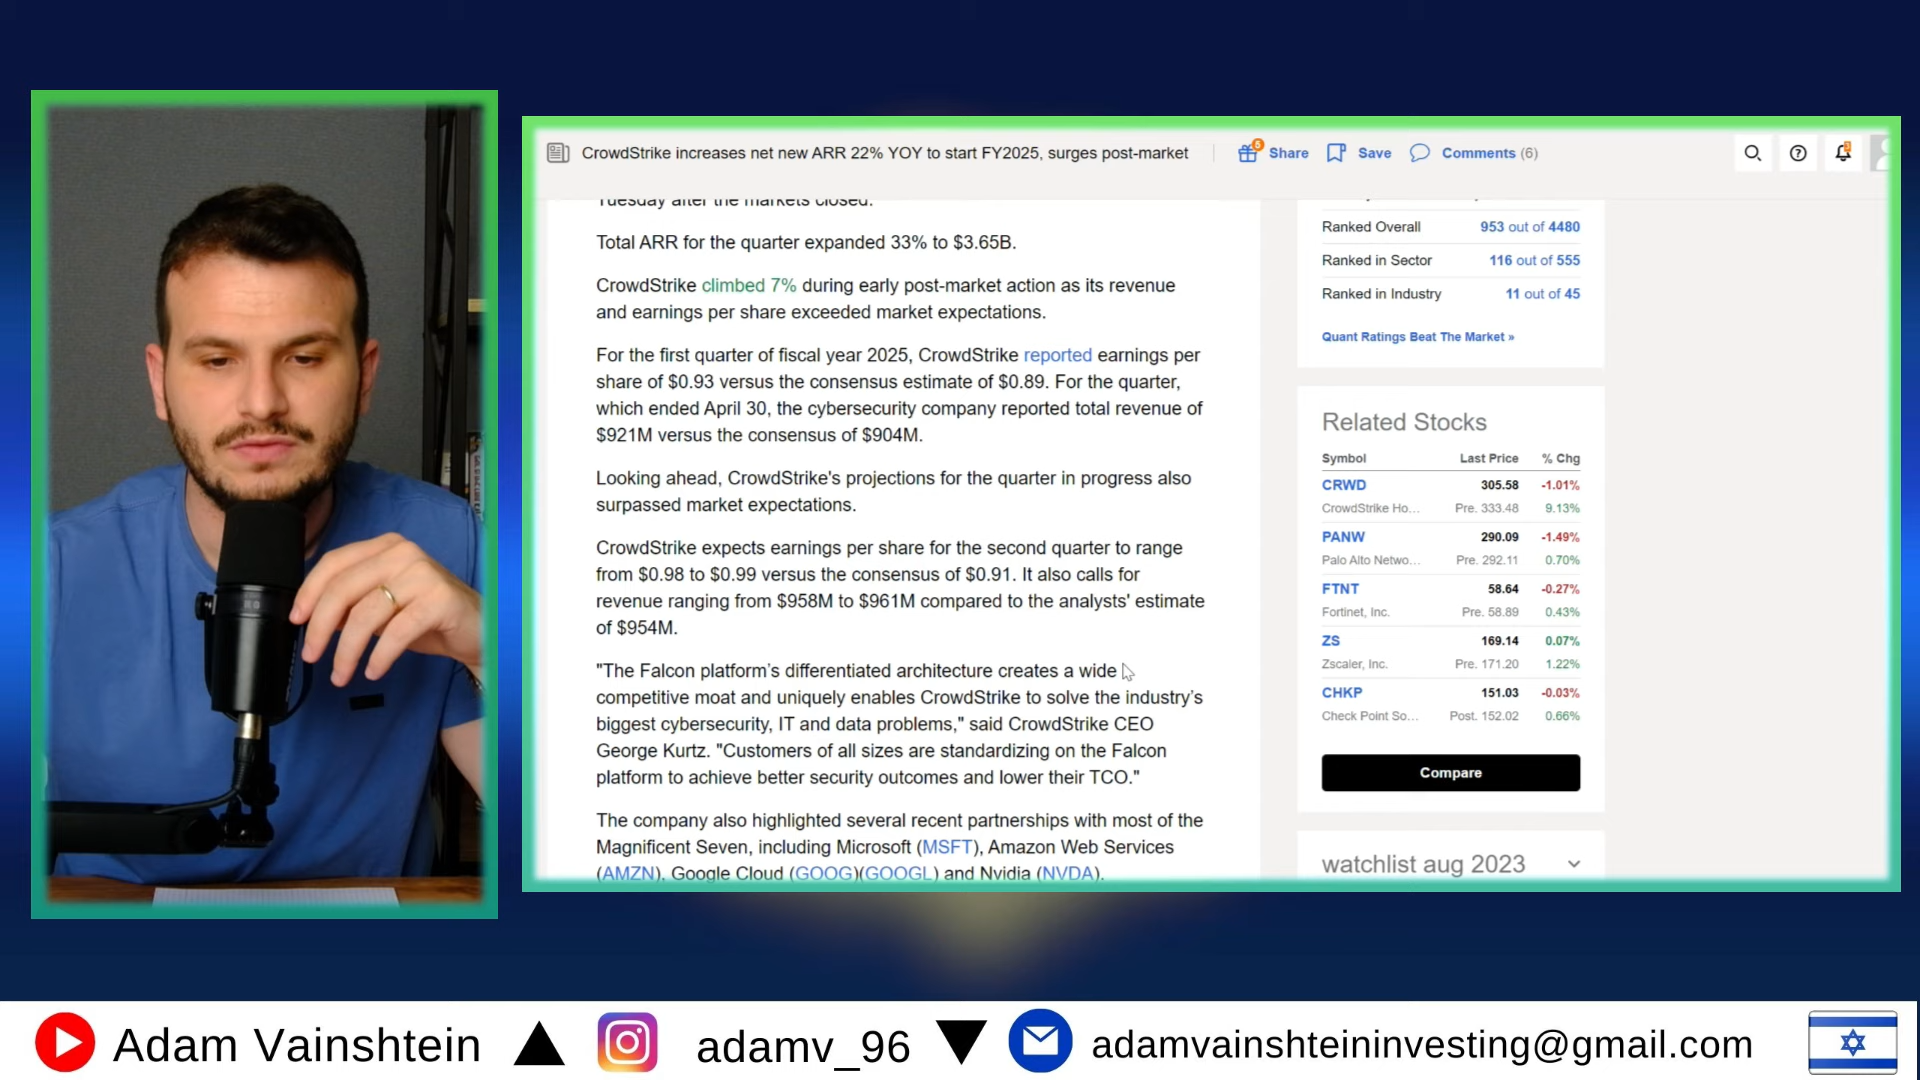 CrowdStrike increases net new ARR 22% YOY to start FY2025, surges post-market
5
Share
Save
Comments (6)
Tuesday after the markets closed.
Total ARR for the quarter expanded 33% to $3.65B.
CrowdStrike climbed 7% during early post-market action as its revenue
and earnings per share exceeded market expectations.
For the first quarter of fiscal year 2025, CrowdStrike reported earnings per
share of $0.93 versus the consensus estimate of $0.89. For the quarter,
which ended April 30, the cybersecurity company reported total revenue of
$921M versus the consensus of $904M.
Looking ahead, CrowdStrike's projections for the quarter in progress also
surpassed market expectations.
CrowdStrike expects earnings per share for the second quarter to range
from $0.98 to $0.99 versus the consensus of $0.91. It also calls for
revenue ranging from $958M to $961M compared to the analysts' estimate
of $954M.
"The Falcon platform's differentiated architecture creates a wide
competitive moat and uniquely enables CrowdStrike to solve the industry's
biggest cybersecurity, IT and data problems," said CrowdStrike CEO
George Kurtz. "Customers of all sizes are standardizing on the Falcon
platform to achieve better security outcomes and lower their TCO."
The company also highlighted several recent partnerships with most of the
Magnificent Seven, including Microsoft (MSFT), Amazon Web Services
(AMZN), Google Cloud (GOOG)(GOOGL) and Nvidia (NVDA).
Ranked Overall 953 out of 4480
Ranked in Sector 116 out of 555
Ranked in Industry 11 out of 45
Quant Ratings Beat The Market »
Related Stocks
Symbol Last Price % Chg
CRWD 305.58 -1.01%
CrowdStrike Ho... Pre. 333.48 9.13%
PANW 290.09 -1.49%
Palo Alto Netwo... Pre. 292.11 0.70%
FTNT 58.64 -0.27%
Fortinet, Inc. Pre. 58.89 0.43%
ZS 169.14 0.07%
Zscaler, Inc. Pre. 171.20 1.22%
CHKP 151.03 -0.03%
Check Point So... Post. 152.02 0.66%
Compare
watchlist aug 2023
Adam Vainshtein
adamv_96
adamvainshteininvesting@gmail.com